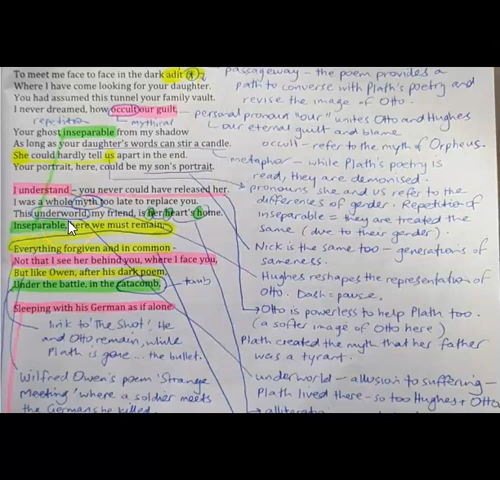 To meet me face to face in the dark adit
Where I have come looking for your daughter.
You had assumed this tunnel your family vault.
I never dreamed, how occult our guilt,
repetition
mythical
Your ghost inseparable from my shadow
As long as your daughter's words can stir a candle.
She could hardly tell us apart in the end.
Your portrait, here, could be my son's portrait.
I understand – you never could have released her.
I was a whole myth too late to replace you.
This underworld, my friend, is her heart's home.
Inseparable, here we must remain,
Everything forgiven and in common –
Not that I see her behind you, where I face you,
But like Owen, after his dark poem,
Under the battle, in the catacomb,
tomb
Sleeping with his German as if alone.
link to 'The Shot'! He
and Otto remain, while
Plath is gone... the bullet.
Wilfred Owen's poem 'Strange
Meeting' where a soldier meets
the Germans he killed
passageway – the poem provides a
path to converse with Plath's poetry and
revise the image of Otto.
personal pronoun "our" unites Otto and Hughes
our eternal guilt and blame
occult – refer to the myth of Orpheus.
metaphor – while Plath's poetry is
read, they are demonised.
pronouns she and us refer to the
differences of gender. Repetition of
inseparable = they are treated the
same (due to their gender).
Nick is the same too – generations of
sameness.
Hughes reshapes the representation of
Otto. Dash = pause.
Otto is powerless to help Plath too.
(a softer image of Otto here)
Plath created the myth that her father
was a tyrant.
underworld – allusion to suffering –
Plath lived there – so too Hughes + Otto